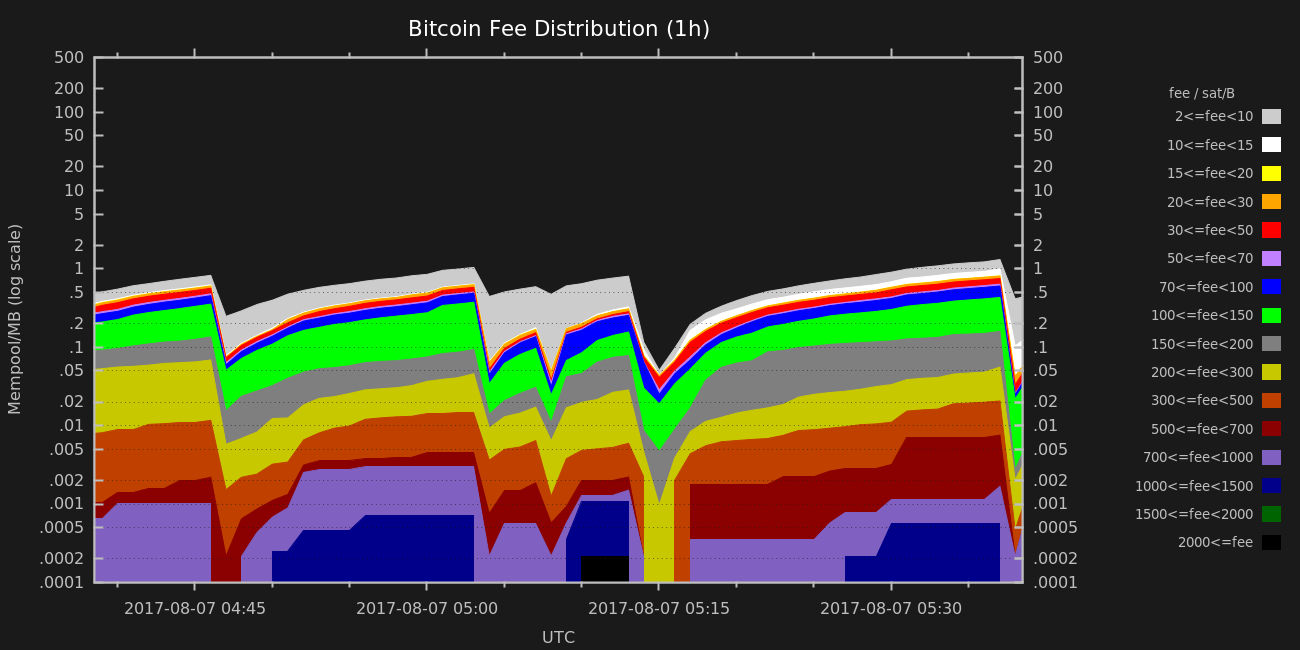 Bitcoin Fee Distribution (1h)
Mempool/MB (log scale)
500
200
100
50
20
10
5
2
1
.5
.2
.1
.05
.02
.01
.005
.002
.001
.0005
.0002
.0001
500
200
100
50
20
10
5
2
1
.5
.2
.1
.05
.02
.01
.005
.002
.001
.0005
.0002
.0001
2017-08-07 04:45
2017-08-07 05:00
2017-08-07 05:15
2017-08-07 05:30
UTC
fee / sat/B
2<=fee<10
10<=fee<15
15<=fee<20
20<=fee<30
30<=fee<50
50<=fee<70
70<=fee<100
100<=fee<150
150<=fee<200
200<=fee<300
300<=fee<500
500<=fee<700
700<=fee<1000
1000<=fee<1500
1500<=fee<2000
2000<=fee